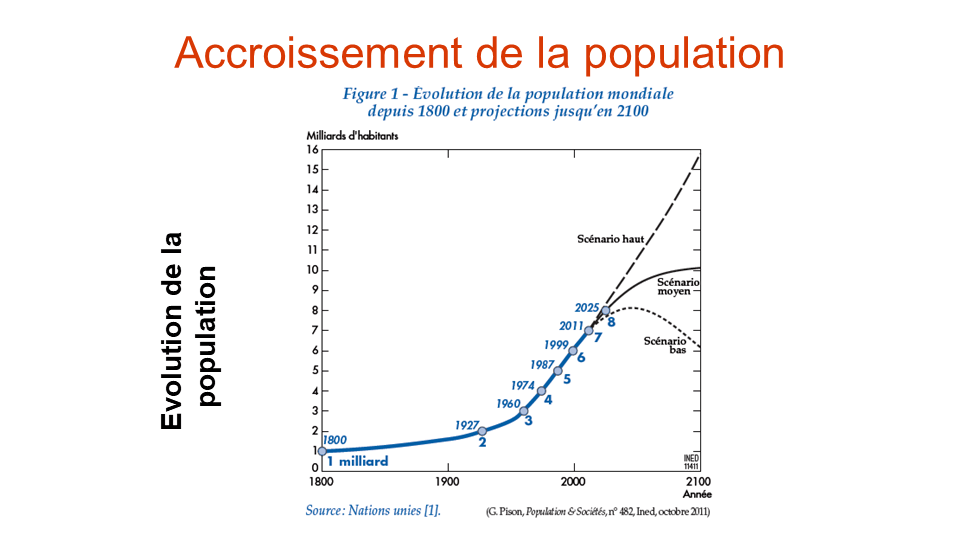 Accroissement de la population
Figure 1 - Évolution de la population mondiale
depuis 1800 et projections jusqu'en 2100
Milliards d'habitants
16
15
14
13
12
11
10
9
8
7
6
5
4
3
2
1
0
Scénario haut
Scénario
moyen
Scénario
bas
2025
8
2011
7
1999
6
1987
5
1974
4
1960
3
1927
2
1800
1 milliard
INED
11411
1800
1900
2000
2100
Année
Evolution de la
population
Source: Nations unies [1].
(G. Pison, Population & Sociétés, n° 482, Ined, octobre 2011)